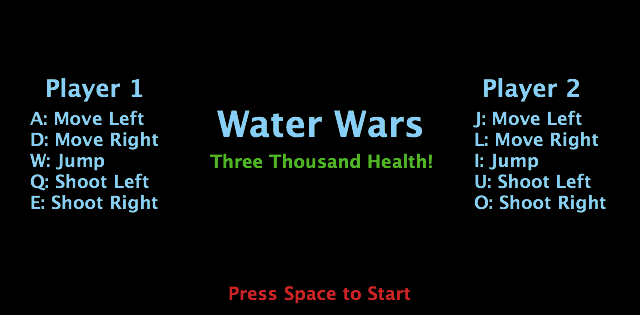 Player 1
A: Move Left
D: Move Right
W: Jump
Q: Shoot Left
E: Shoot Right
Water Wars
Three Thousand Health!
Player 2
J: Move Left
L: Move Right
I: Jump
U: Shoot Left
O: Shoot Right
Press Space to Start